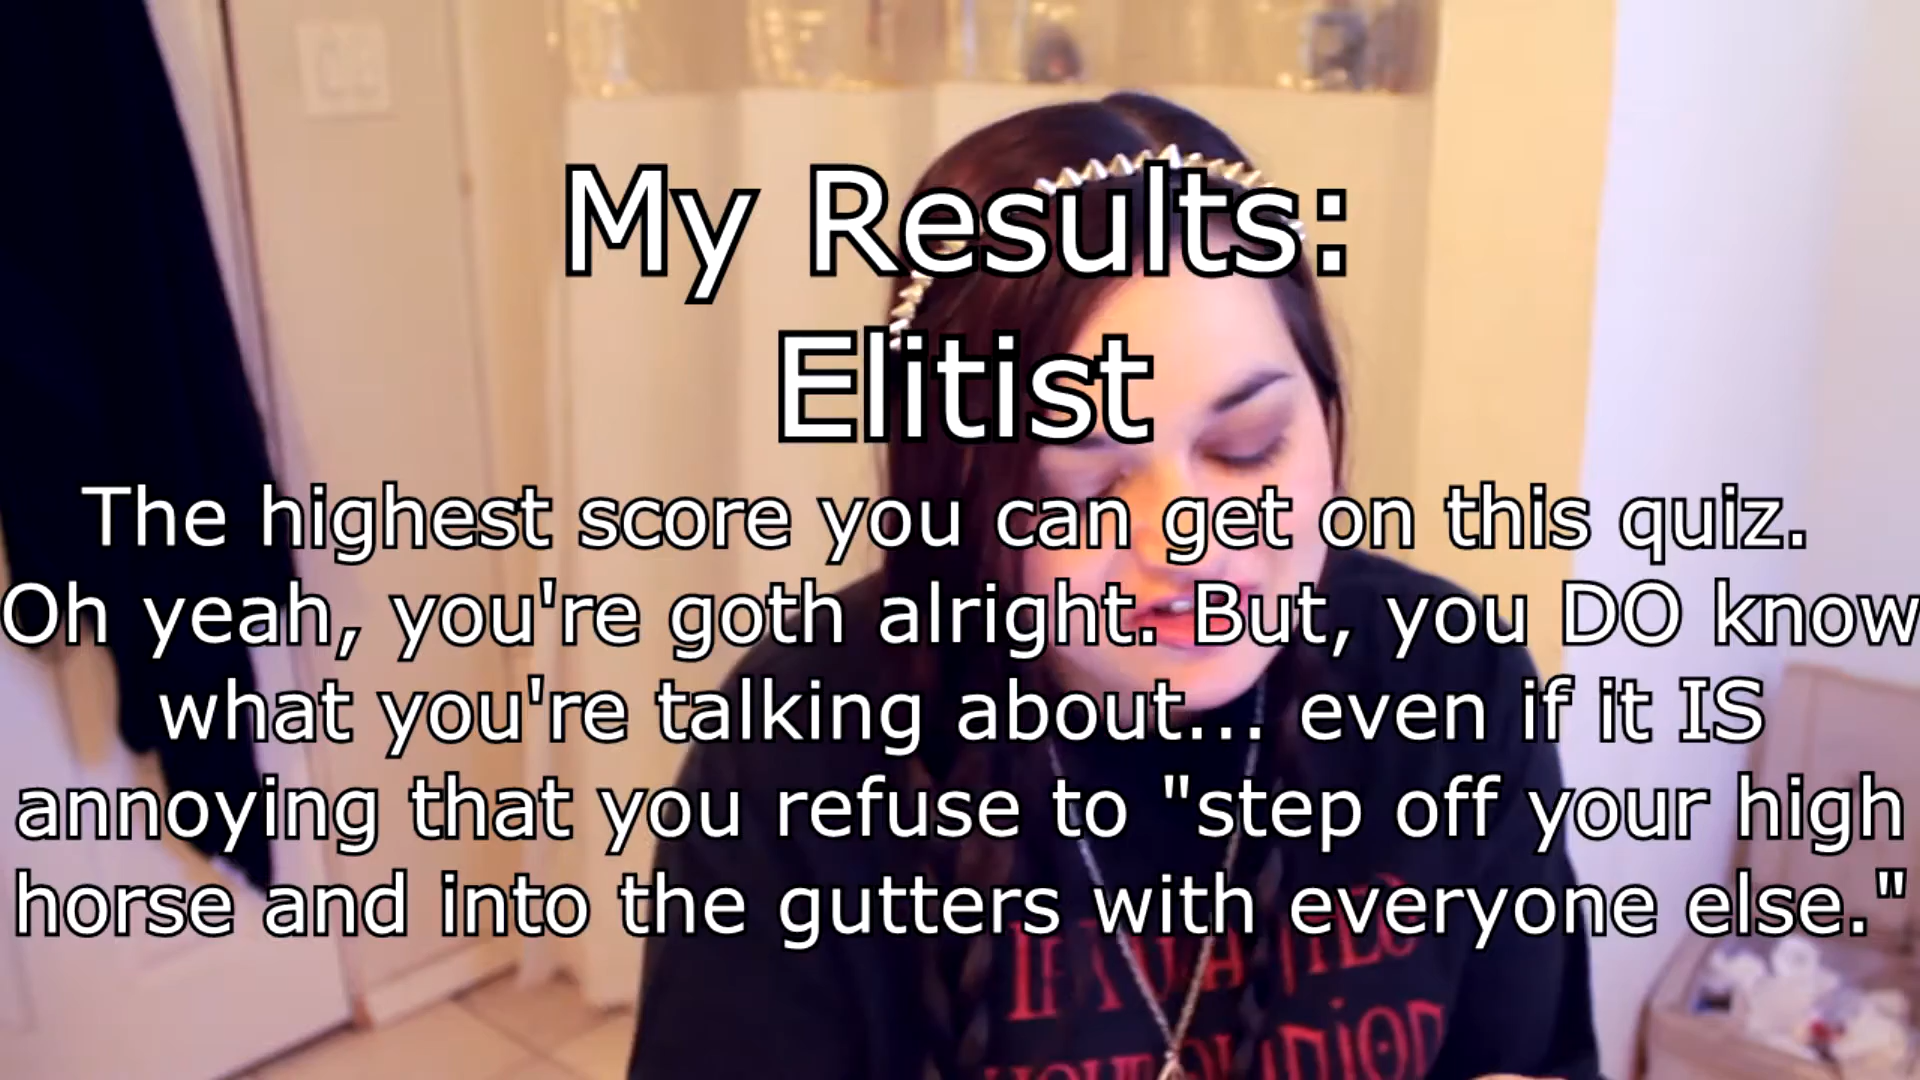 My Results:
Elitist
The highest score you can get on this quiz.
Oh yeah, you're goth alright. But, you DO know
what you're talking about... even if it IS
annoying that you refuse to "step off your high
horse and into the gutters with everyone else."
IF